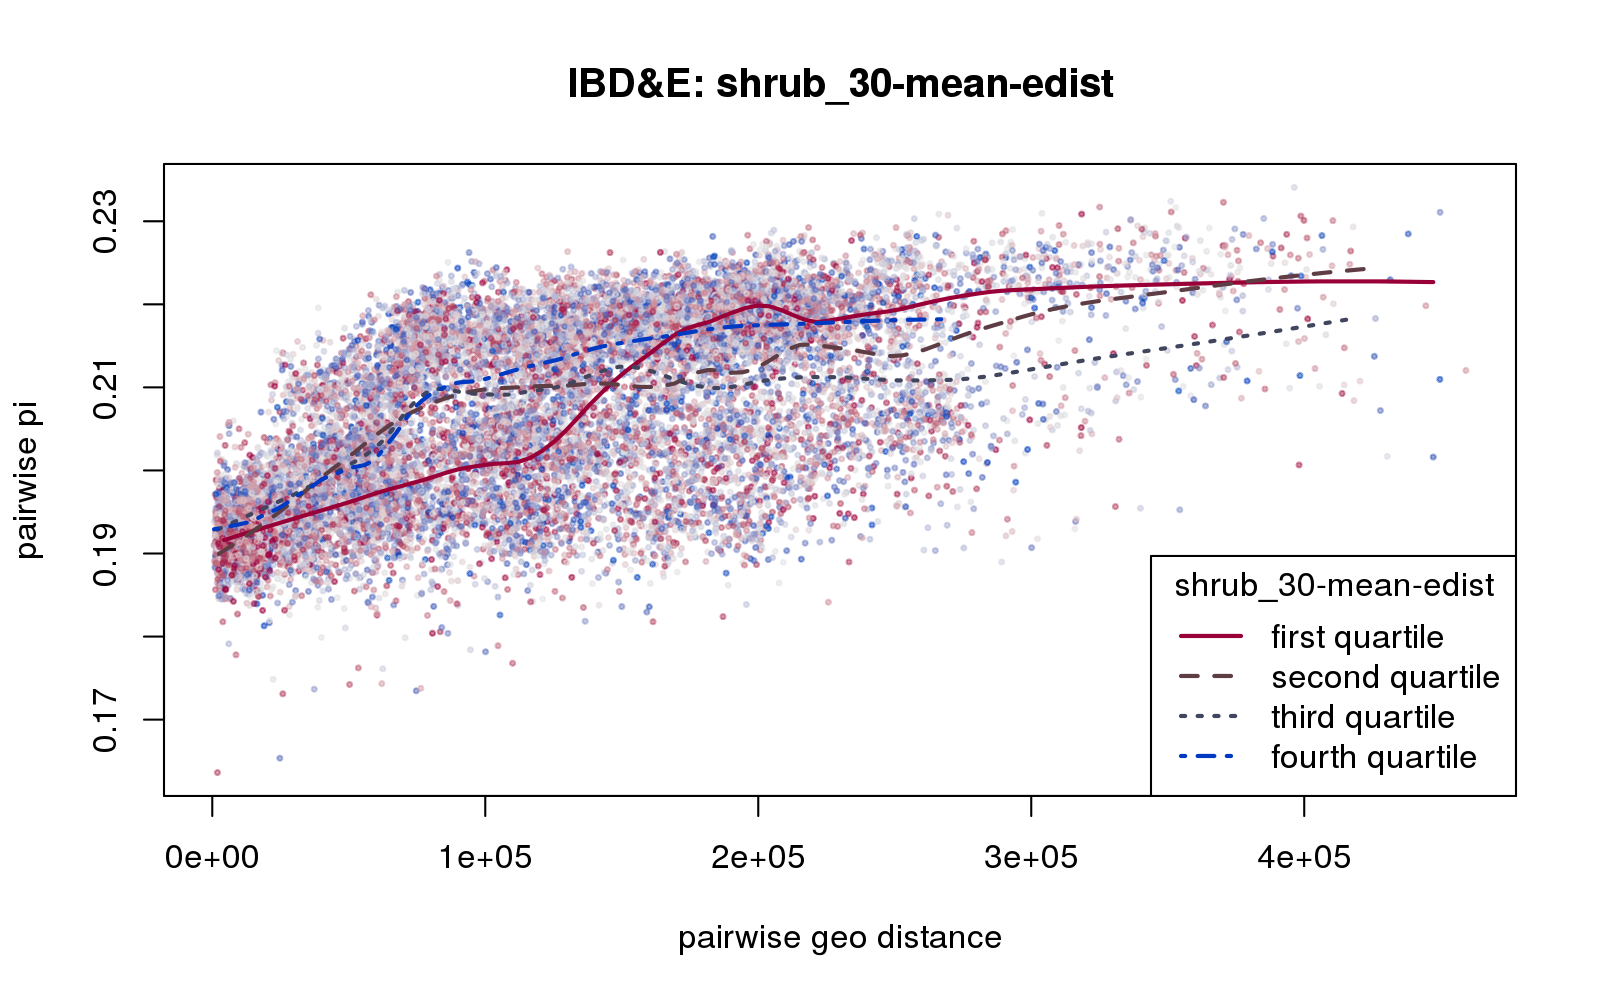 IBD&E: shrub_30-mean-edist
pairwise pi
0.23
0.21
0.19
0.17
shrub_30-mean-edist
first quartile
second quartile
third quartile
fourth quartile
0e+00 1e+05 2e+05 3e+05 4e+05
pairwise geo distance